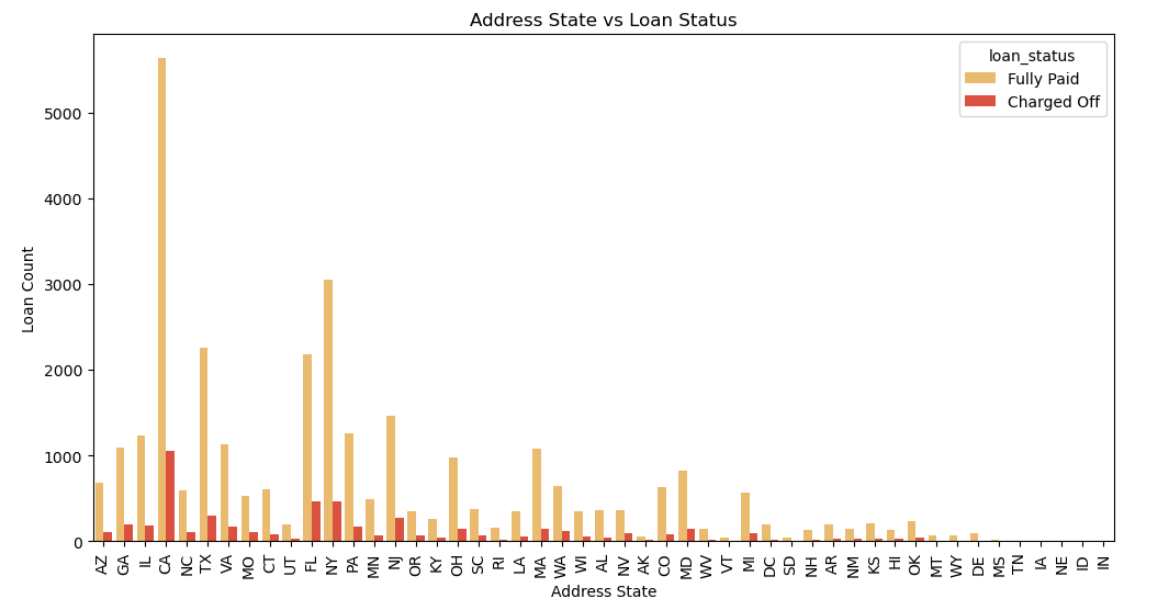 Address State vs Loan Status
loan_status
Fully Paid
Charged Off
5000
4000
3000
2000
1000
0
Loan Count
AZ GA IL CA NC TX VA MO CT UT FL NY PA MN NJ OR KY OH SC RI LA MA WA WI AL NV AK CO MD WV VT MI DC SD NH AR NM KS HI OK MT WY DE MS TN IA NE ID IN
Address State